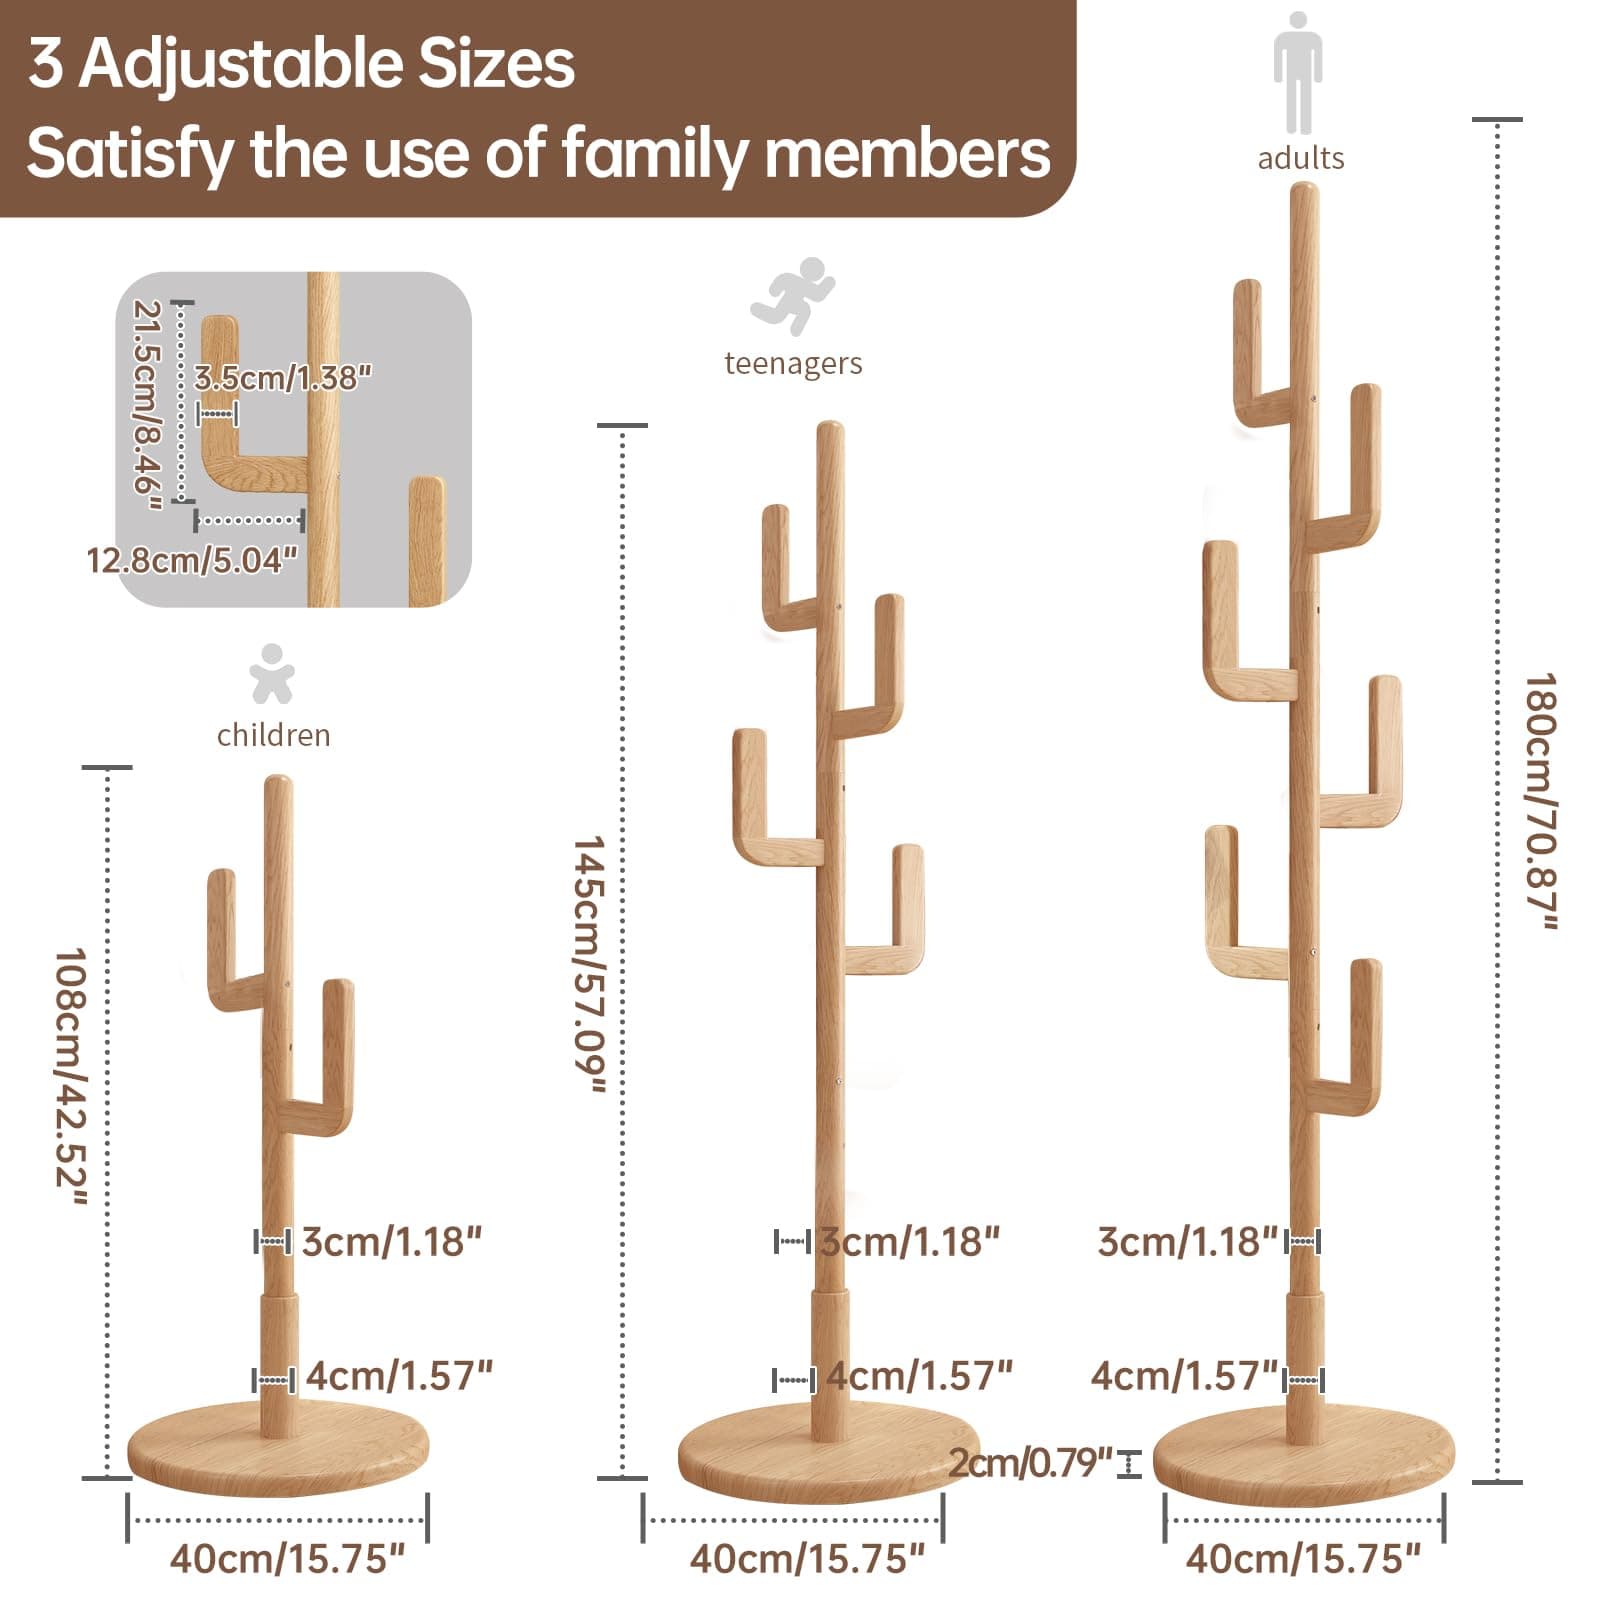 3 Adjustable Sizes
Satisfy the use of family members
adults
teenagers
21.5cm/8.46"
3.5cm/1.38"
12.8cm/5.04"
children
108cm/42.52"
145cm/57.09"
180cm/70.87"
3cm/1.18"
3cm/1.18"
3cm/1.18"
4cm/1.57"
4cm/1.57"
4cm/1.57"
2cm/0.79"
40cm/15.75"
40cm/15.75"
40cm/15.75"